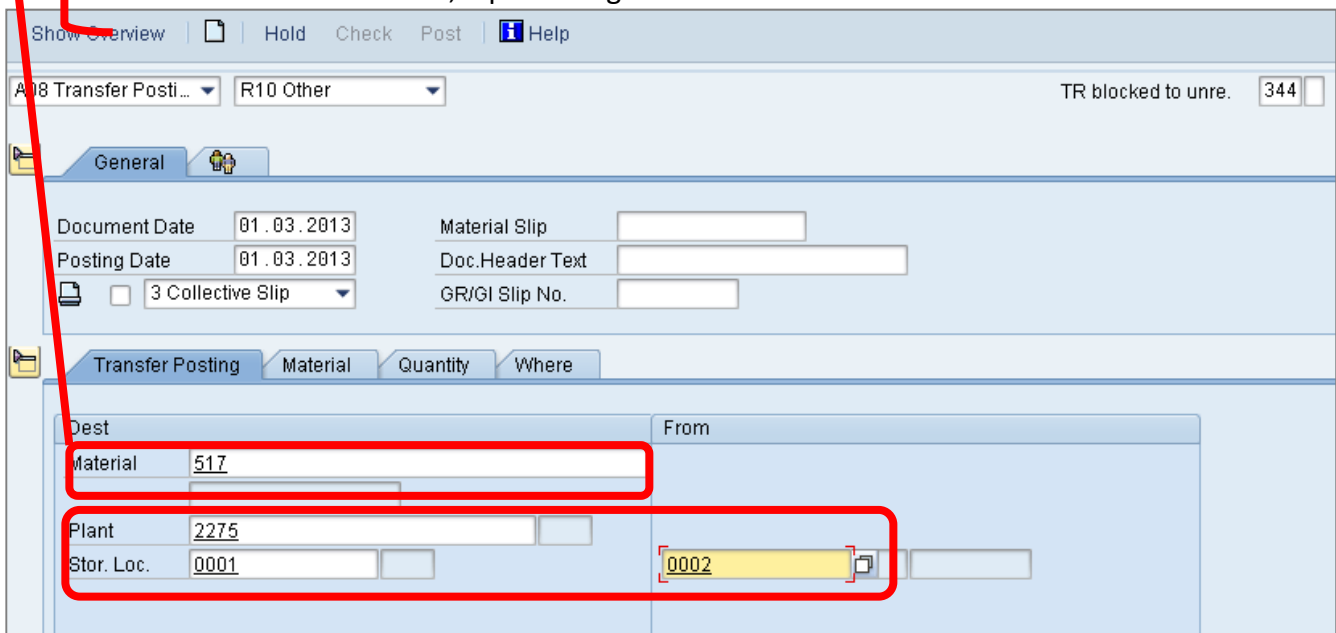 Show Overview Hold Check Post Help
A08 Transfer Posti... R10 Other TR blocked to unre. 344
General
Document Date 01.03.2013 Material Slip
Posting Date 01.03.2013 Doc.Header Text
3 Collective Slip GR/GI Slip No.
Transfer Posting Material Quantity Where
Dest From
Material 517
Plant 2275
Stor. Loc. 0001 0002